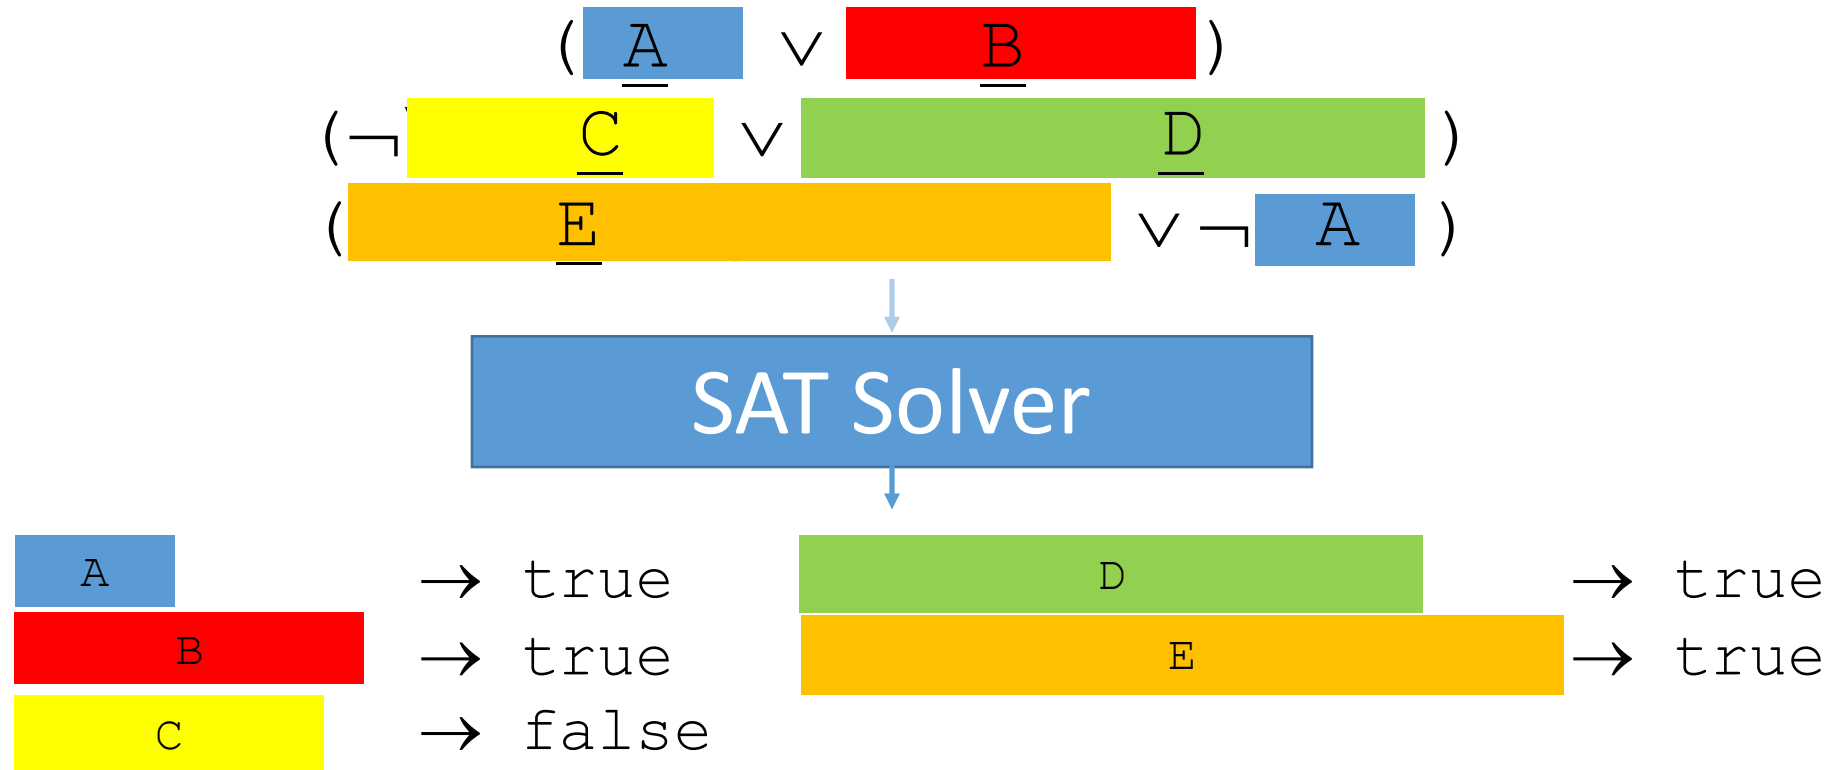 (A ∨ B)
(¬C ∨ D)
(E ∨ ¬A)
SAT Solver
A → true
B → true
C → false
D → true
E → true